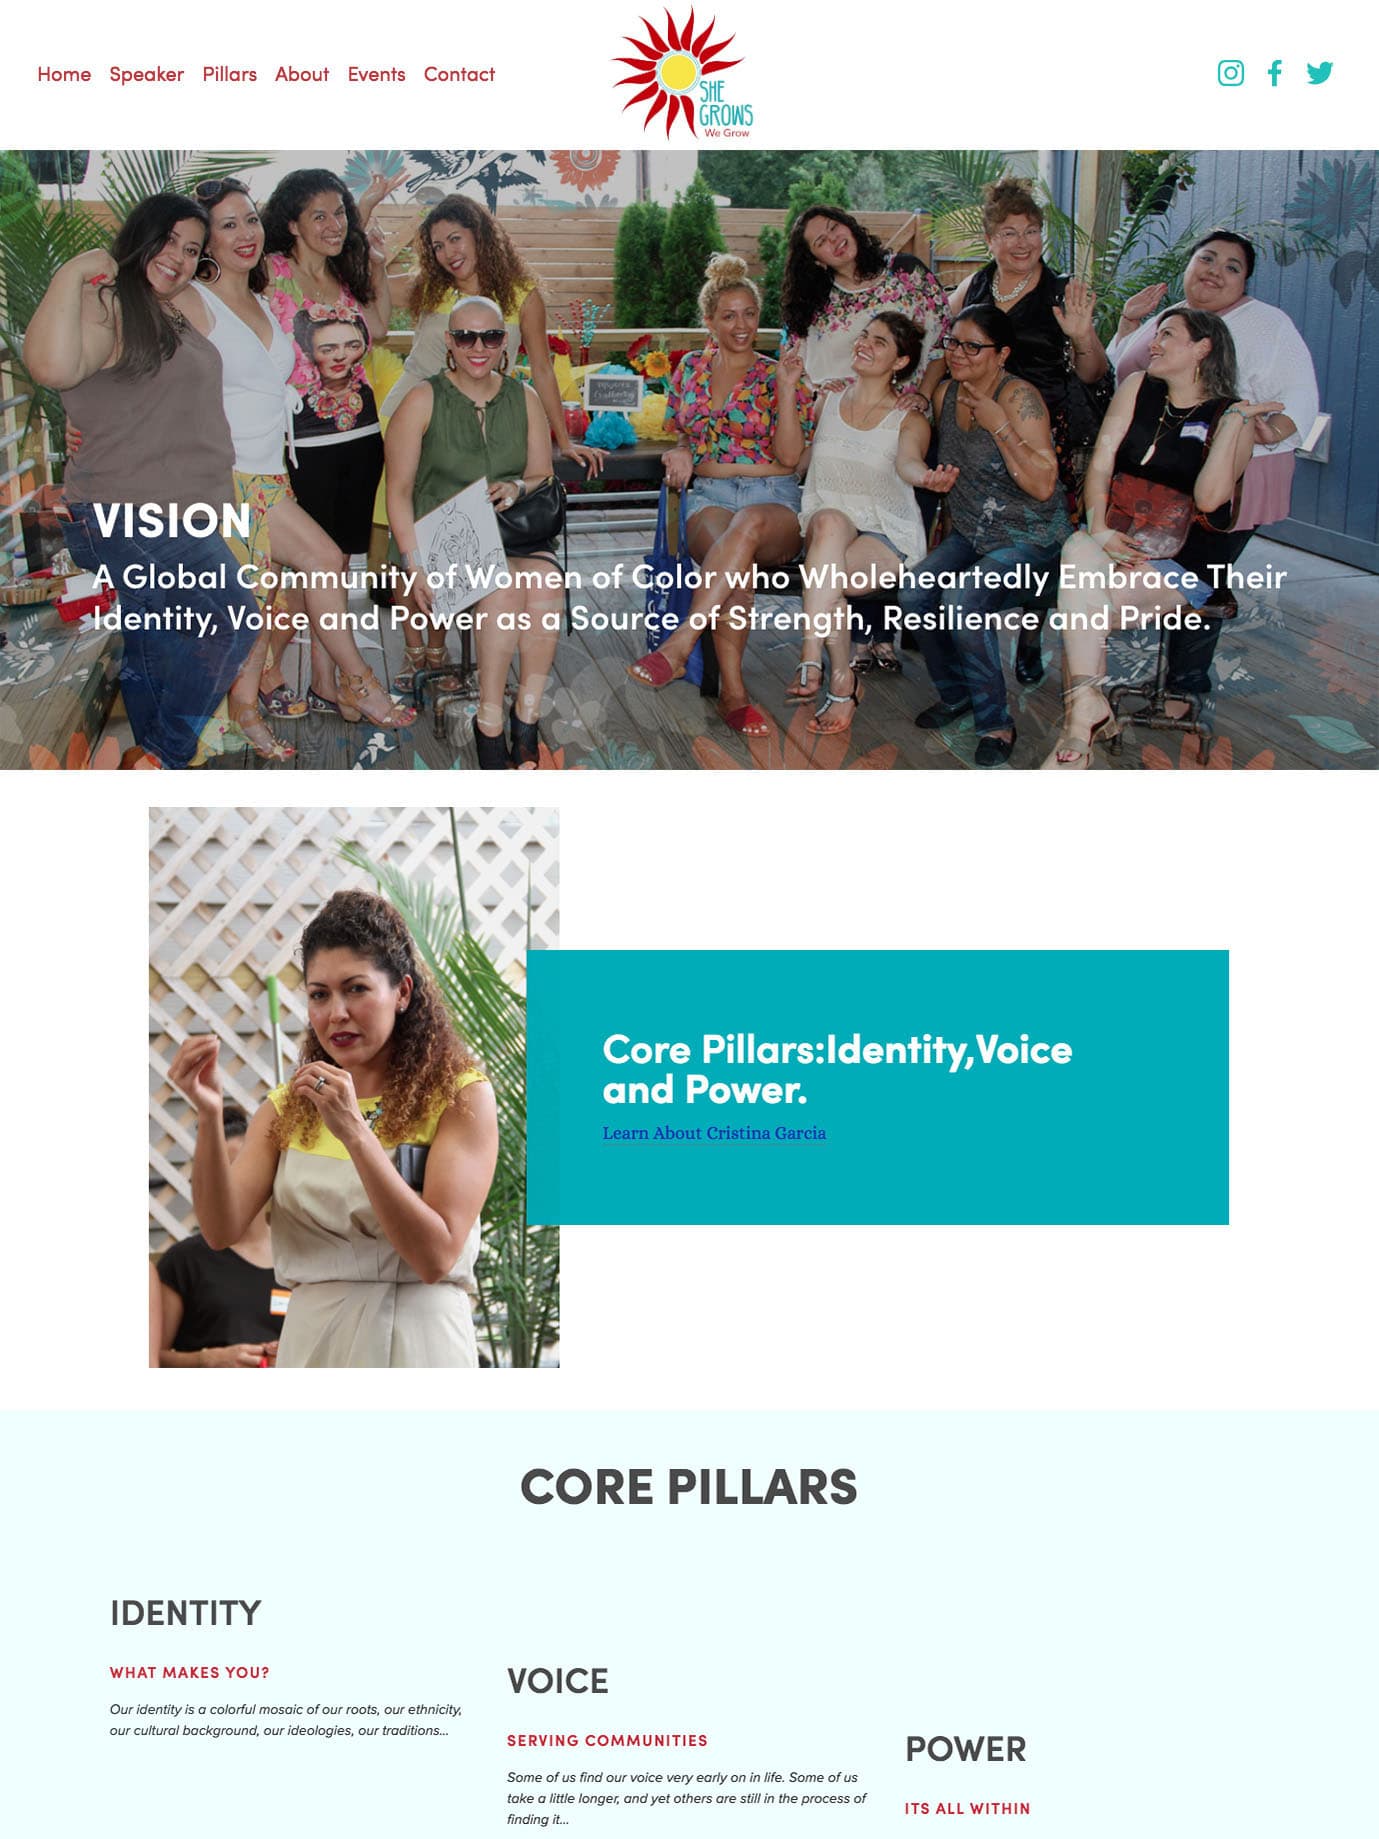 Home Speaker Pillars About Events Contact
SHE
GROWS
We Grow
VISION
A Global Community of Women of Color who Wholeheartedly Embrace Their
Identity, Voice and Power as a Source of Strength, Resilience and Pride.
Core Pillars:Identity,Voice
and Power.
Learn About Cristina Garcia
CORE PILLARS
IDENTITY
WHAT MAKES YOU?
Our identity is a colorful mosaic of our roots, our ethnicity,
our cultural background, our ideologies, our traditions...
VOICE
SERVING COMMUNITIES
Some of us find our voice very early on in life. Some of us
take a little longer, and yet others are still in the process of
finding it...
POWER
ITS ALL WITHIN